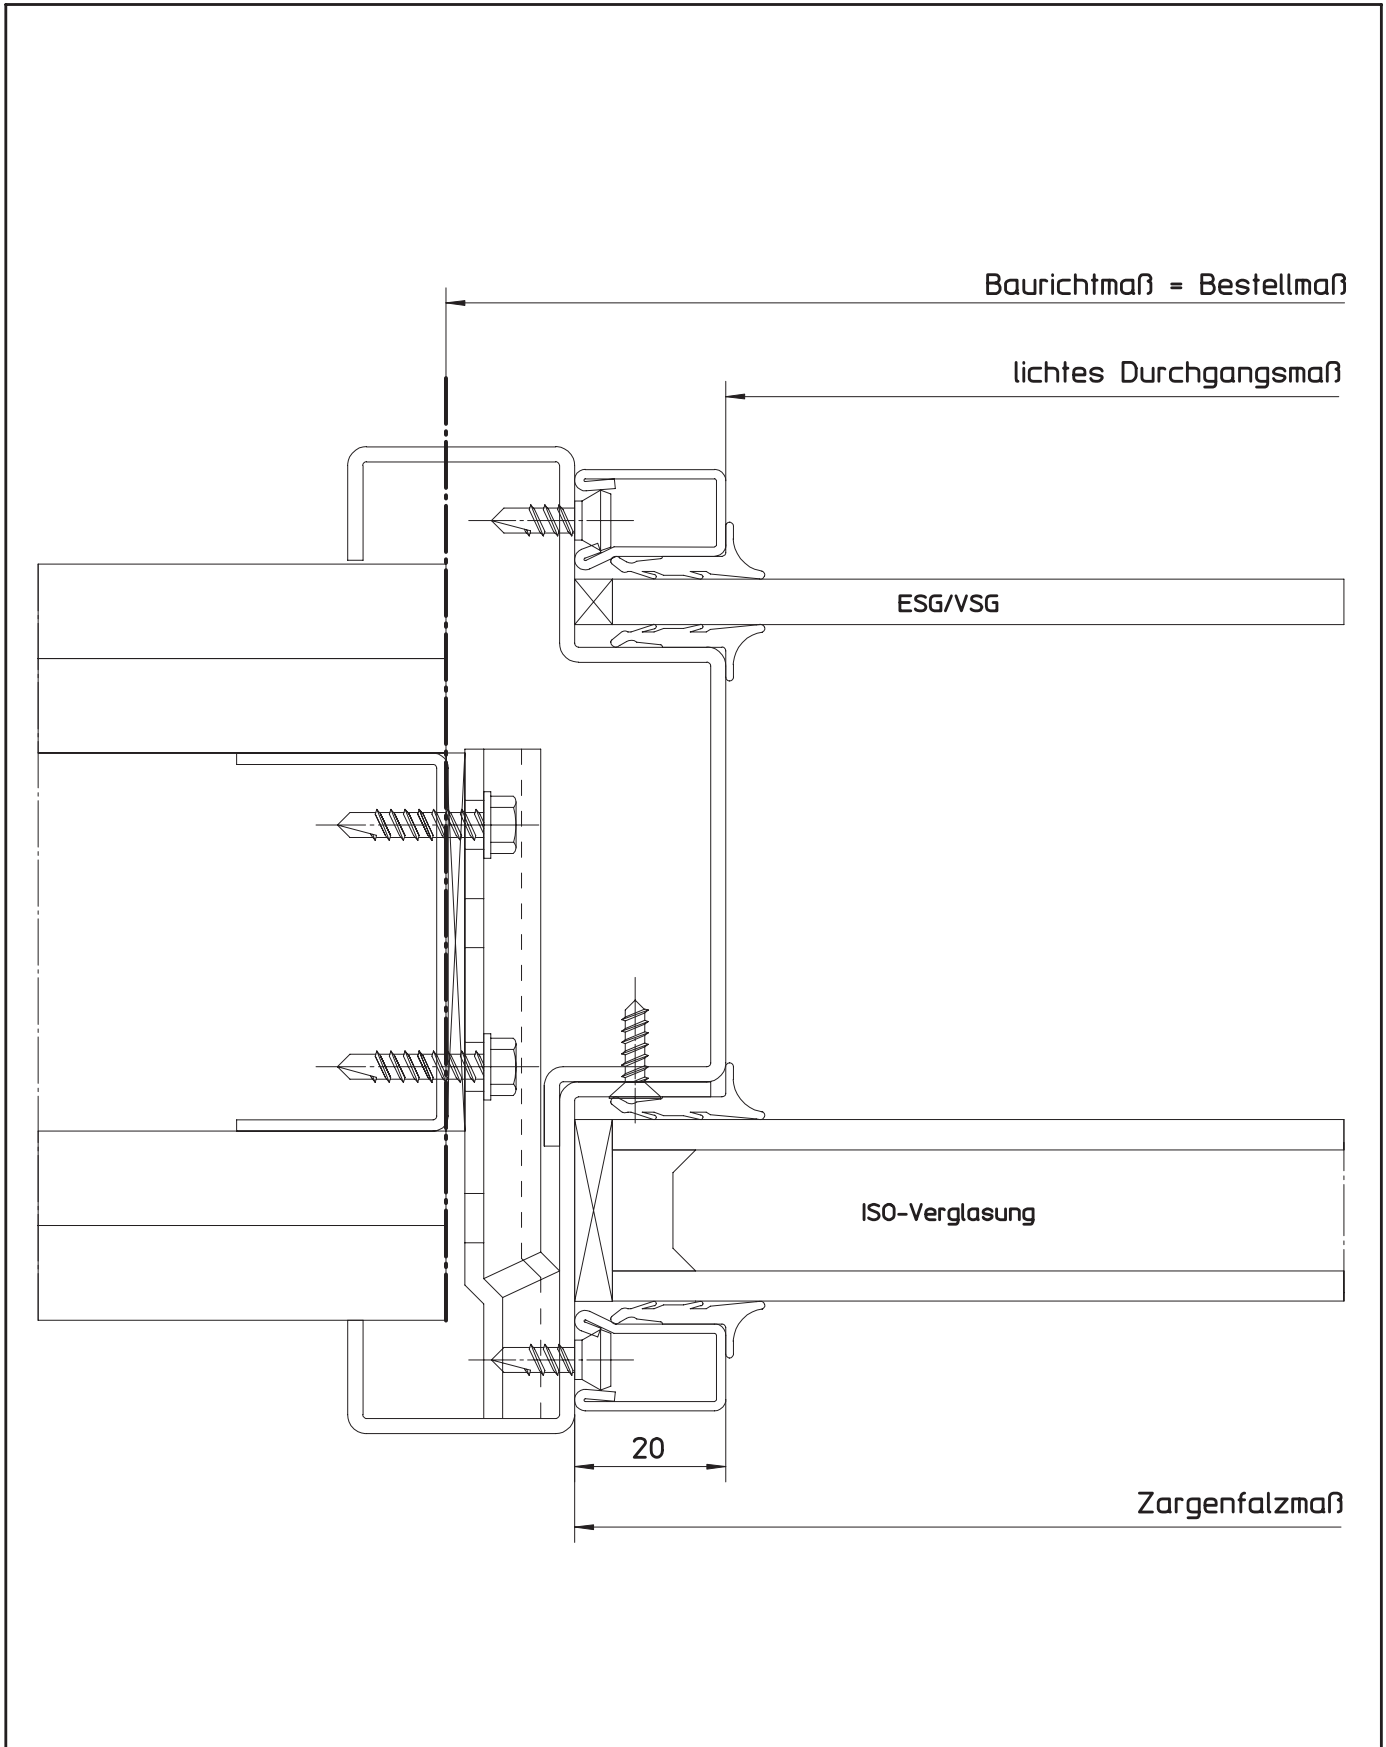 Baurichtmaß = Bestellmaß
lichtes Durchgangsmaß
ESG/VSG
ISO-Verglasung
20
Zargenfalzmaß